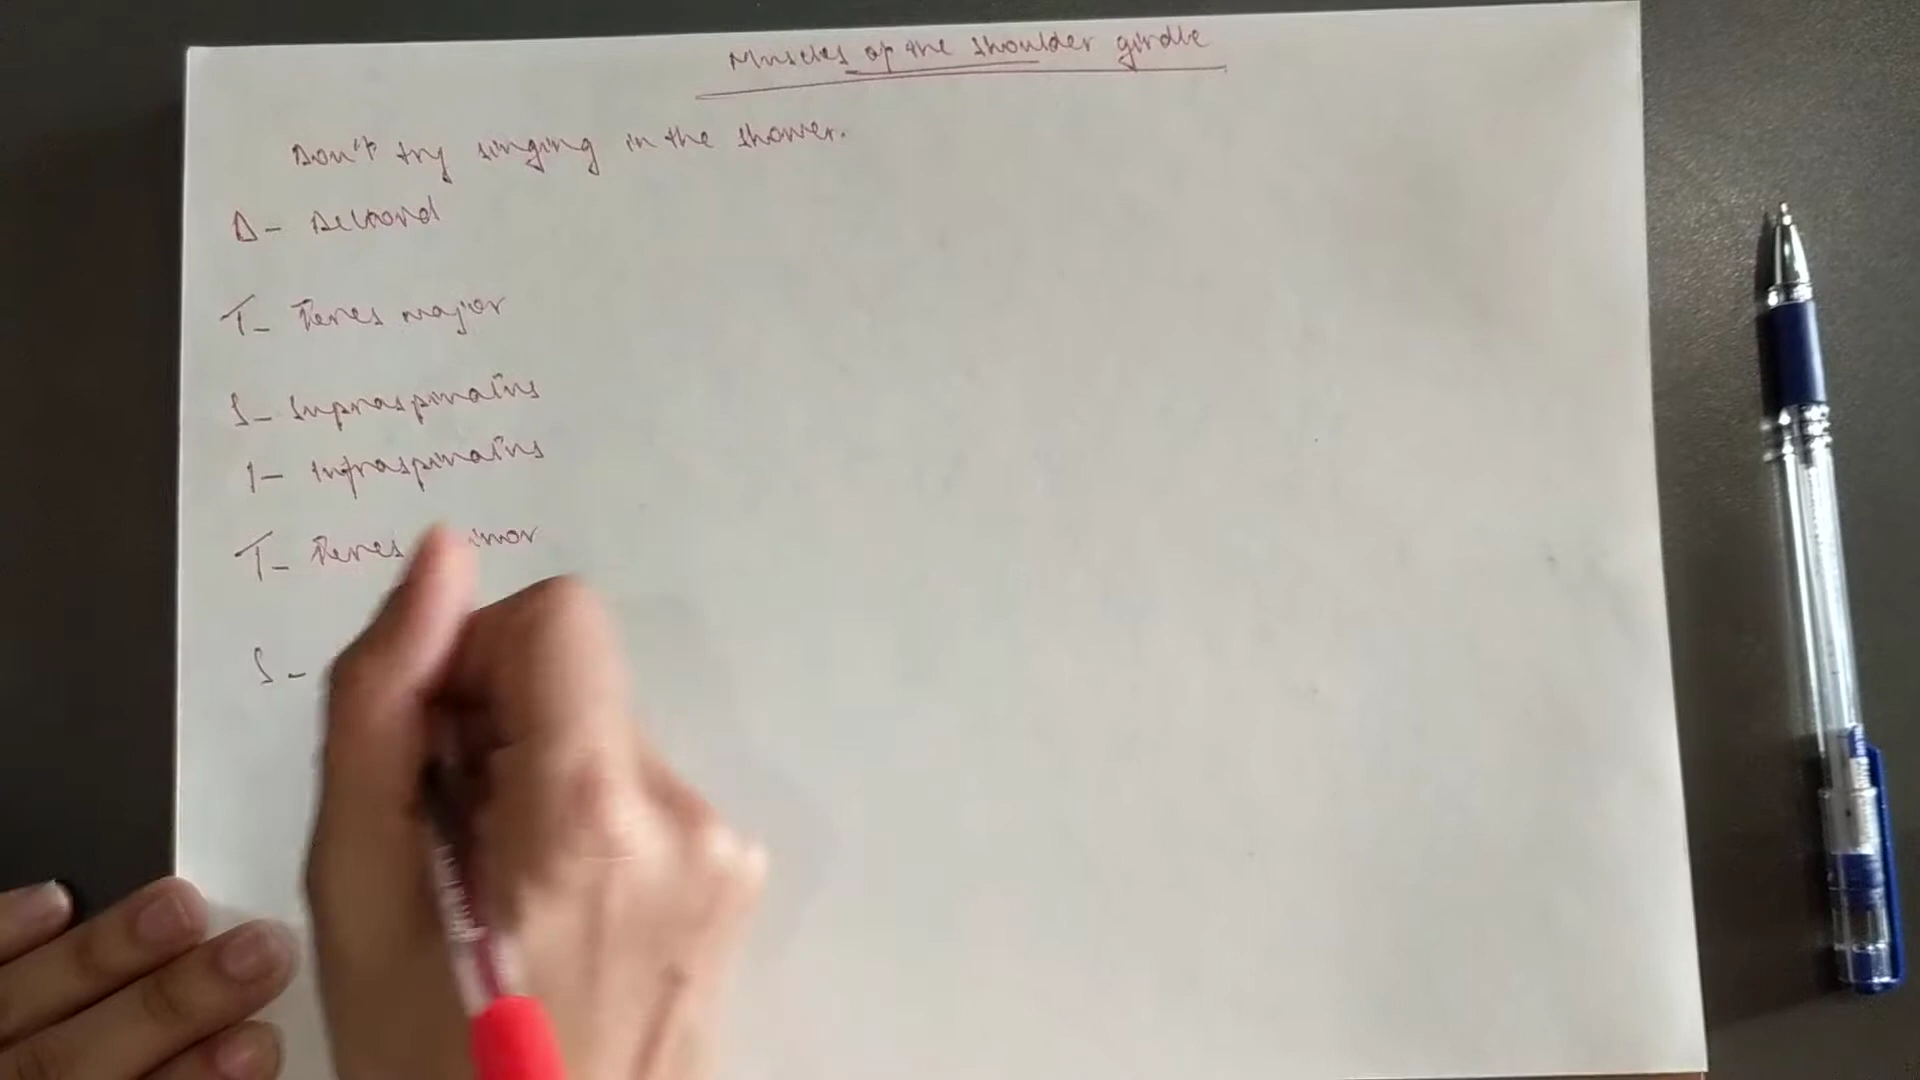 Muscles of the shoulder girdle
Don't try singing in the shower.
D- Deltoid
T- Teres major
S- Supraspinatus
I- Infraspinatus
T- Teres
S-